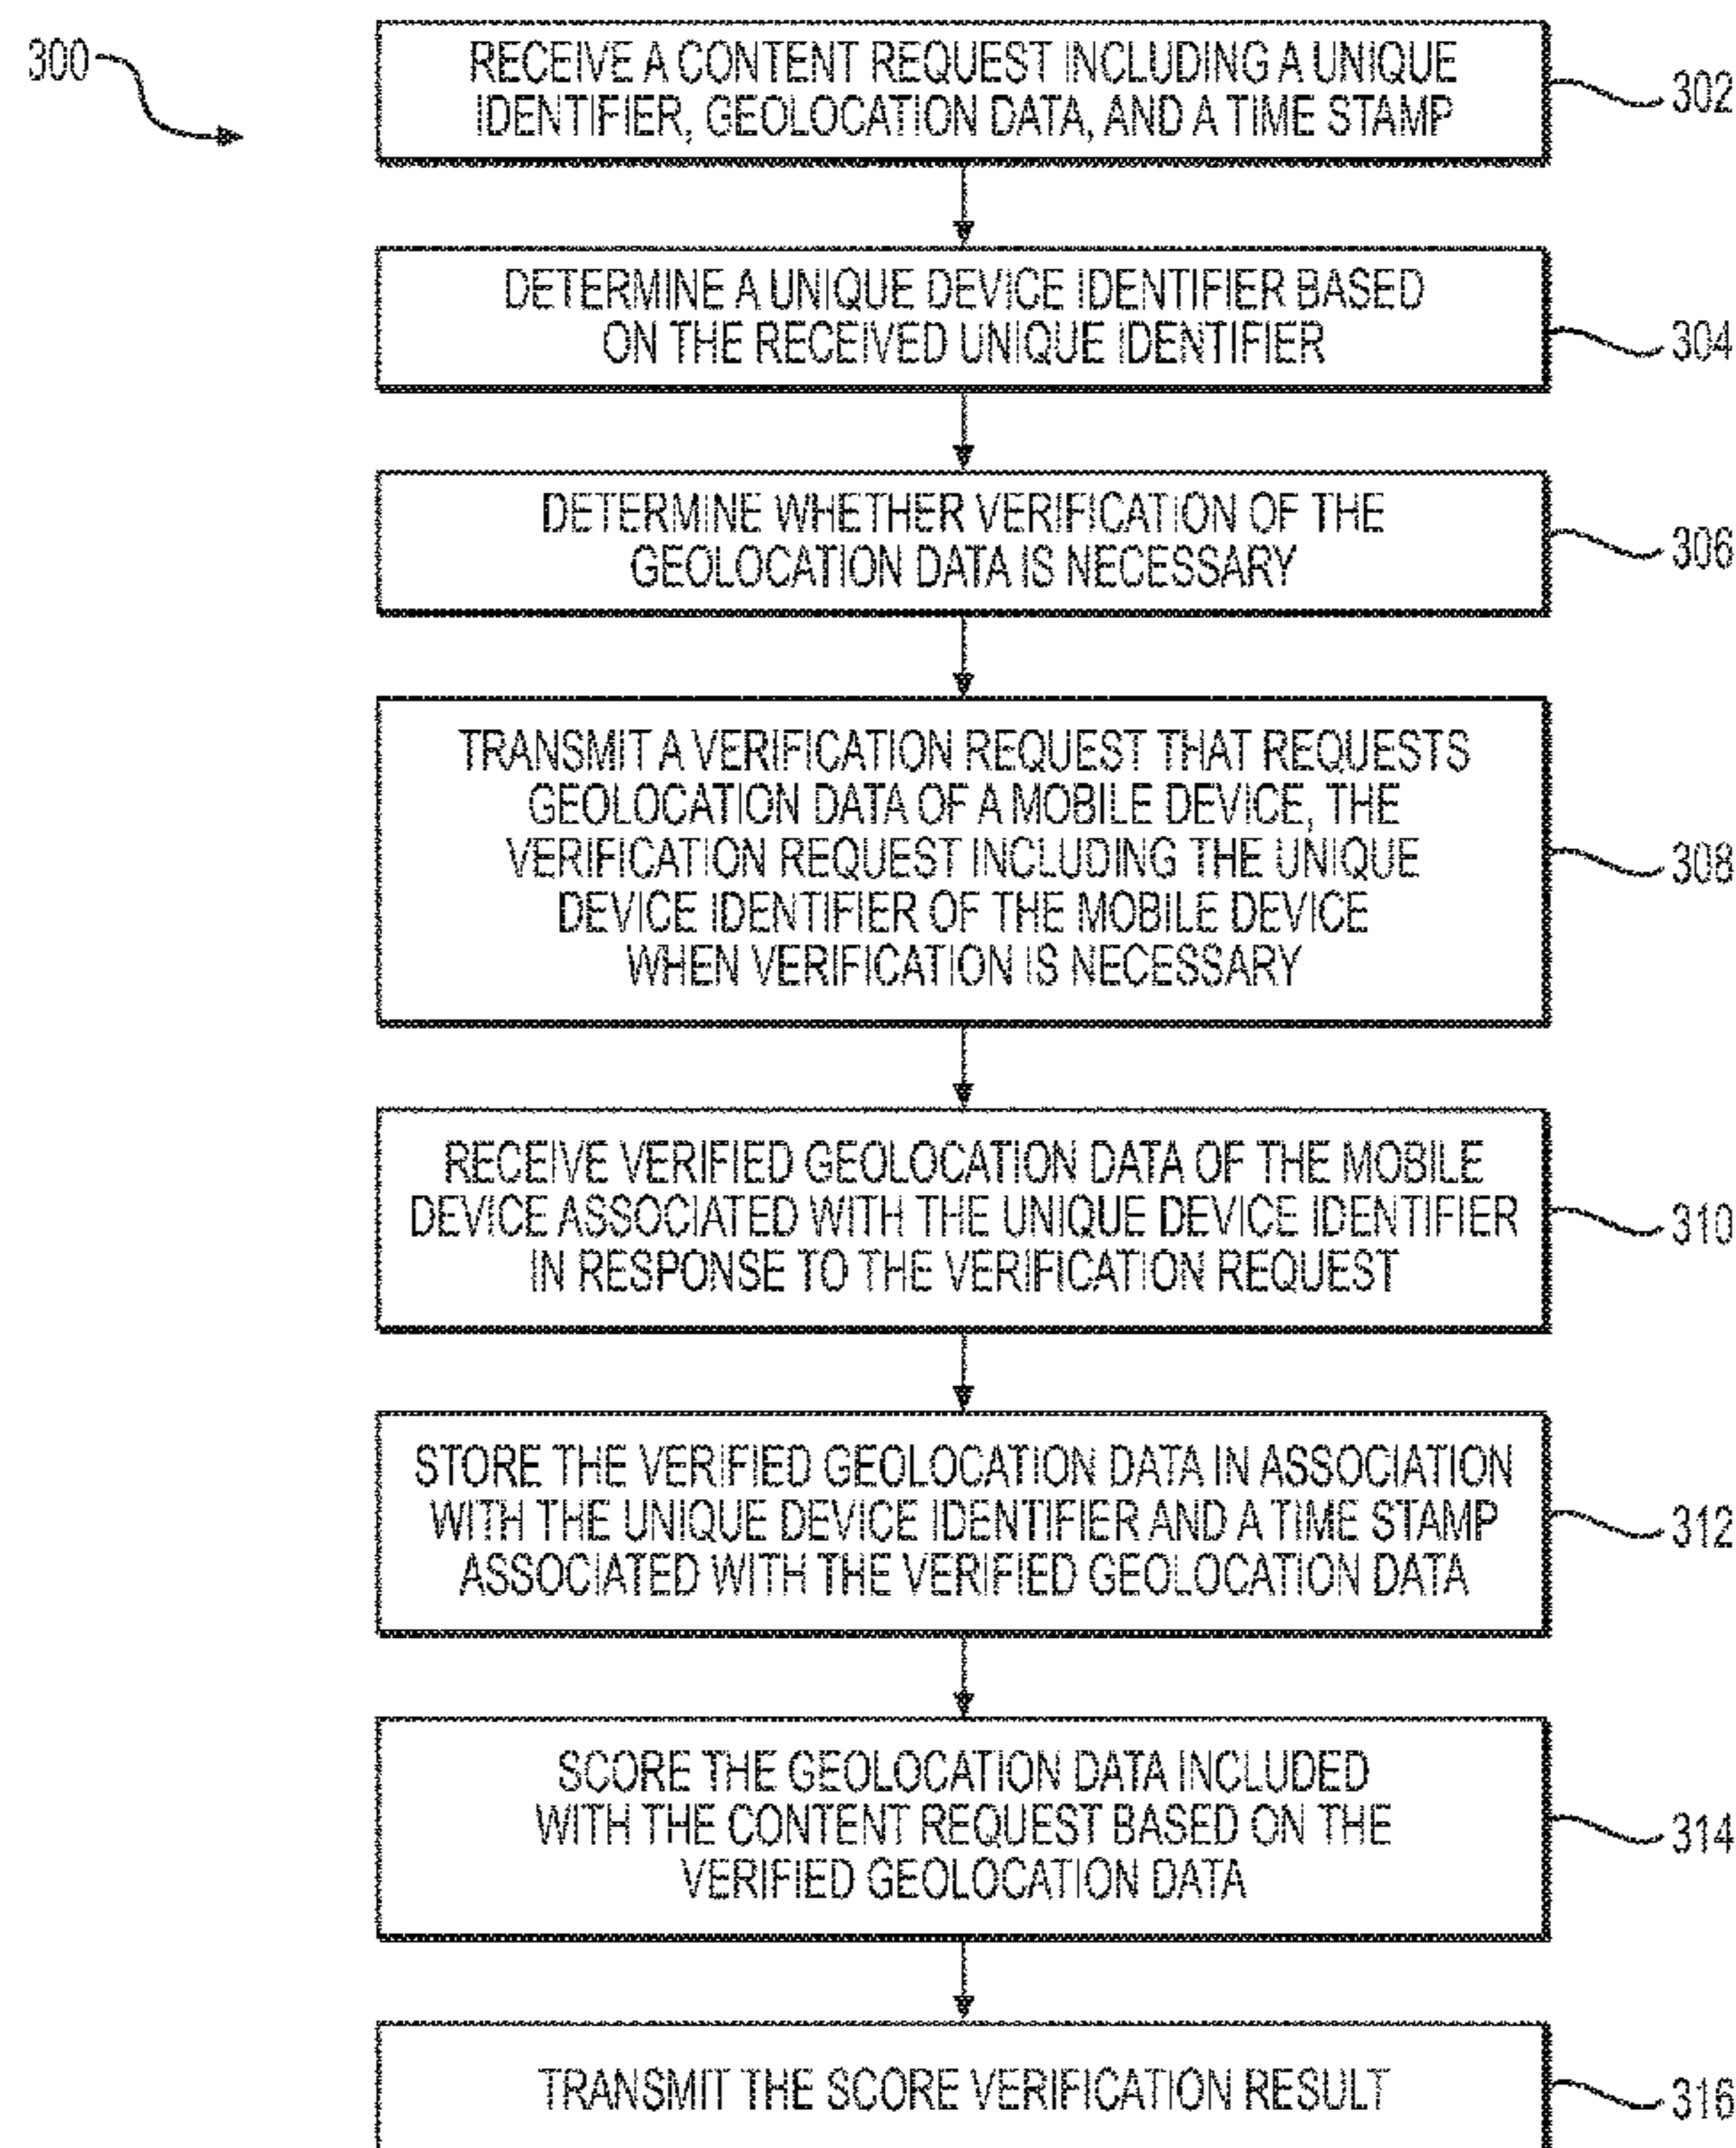 300
RECEIVE A CONTENT REQUEST INCLUDING A UNIQUE
IDENTIFIER, GEOLOCATION DATA, AND A TIME STAMP
302
DETERMINE A UNIQUE DEVICE IDENTIFIER BASED
ON THE RECEIVED UNIQUE IDENTIFIER
304
DETERMINE WHETHER VERIFICATION OF THE
GEOLOCATION DATA IS NECESSARY
306
TRANSMIT A VERIFICATION REQUEST THAT REQUESTS
GEOLOCATION DATA OF A MOBILE DEVICE, THE
VERIFICATION REQUEST INCLUDING THE UNIQUE
DEVICE IDENTIFIER OF THE MOBILE DEVICE
WHEN VERIFICATION IS NECESSARY
308
RECEIVE VERIFIED GEOLOCATION DATA OF THE MOBILE
DEVICE ASSOCIATED WITH THE UNIQUE DEVICE IDENTIFIER
IN RESPONSE TO THE VERIFICATION REQUEST
310
STORE THE VERIFIED GEOLOCATION DATA IN ASSOCIATION
WITH THE UNIQUE DEVICE IDENTIFIER AND A TIME STAMP
ASSOCIATED WITH THE VERIFIED GEOLOCATION DATA
312
SCORE THE GEOLOCATION DATA INCLUDED
WITH THE CONTENT REQUEST BASED ON THE
VERIFIED GEOLOCATION DATA
314
TRANSMIT THE SCORE VERIFICATION RESULT
316